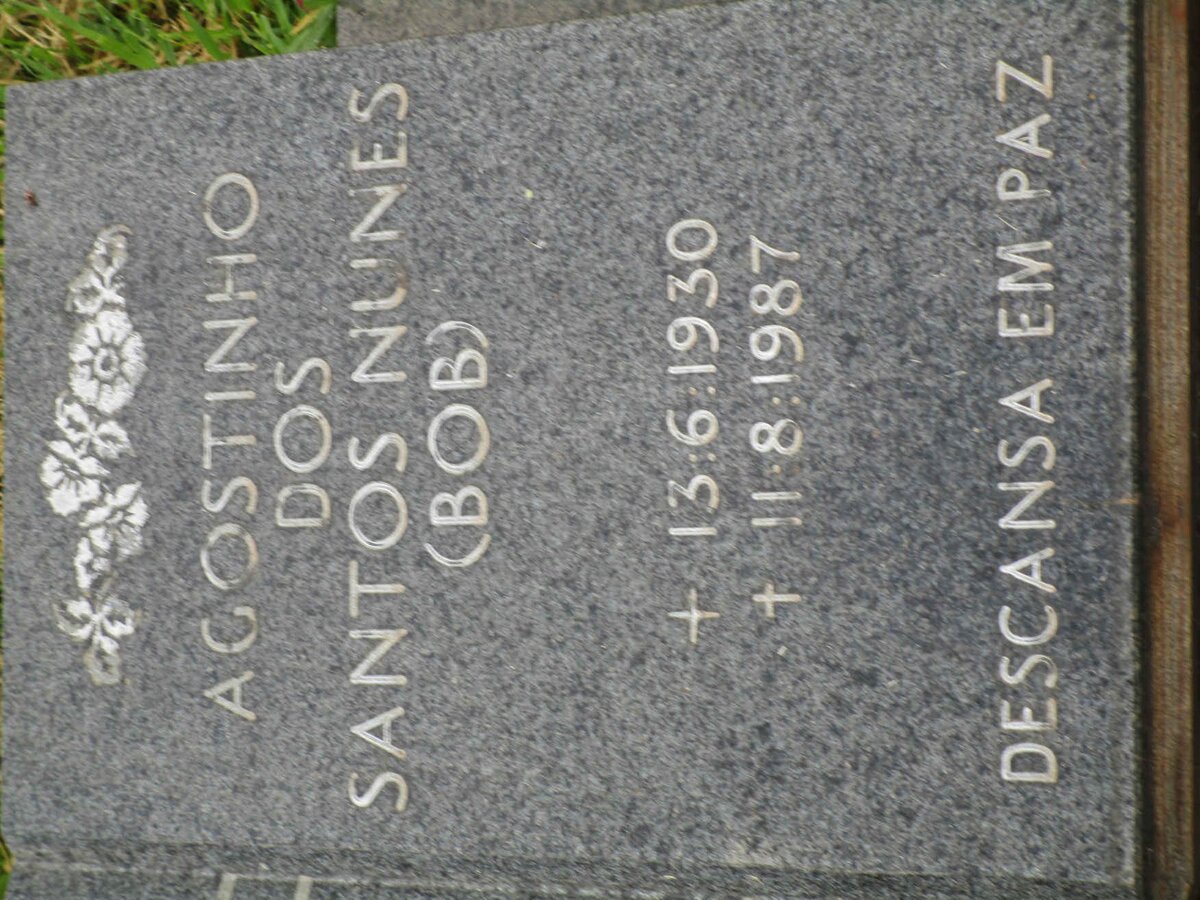 AGOSTINHO
DOS
SANTOS NUNES
(BOB)
+ 13:6:1930
+ 11:8:1987
DESCANSA EM PAZ